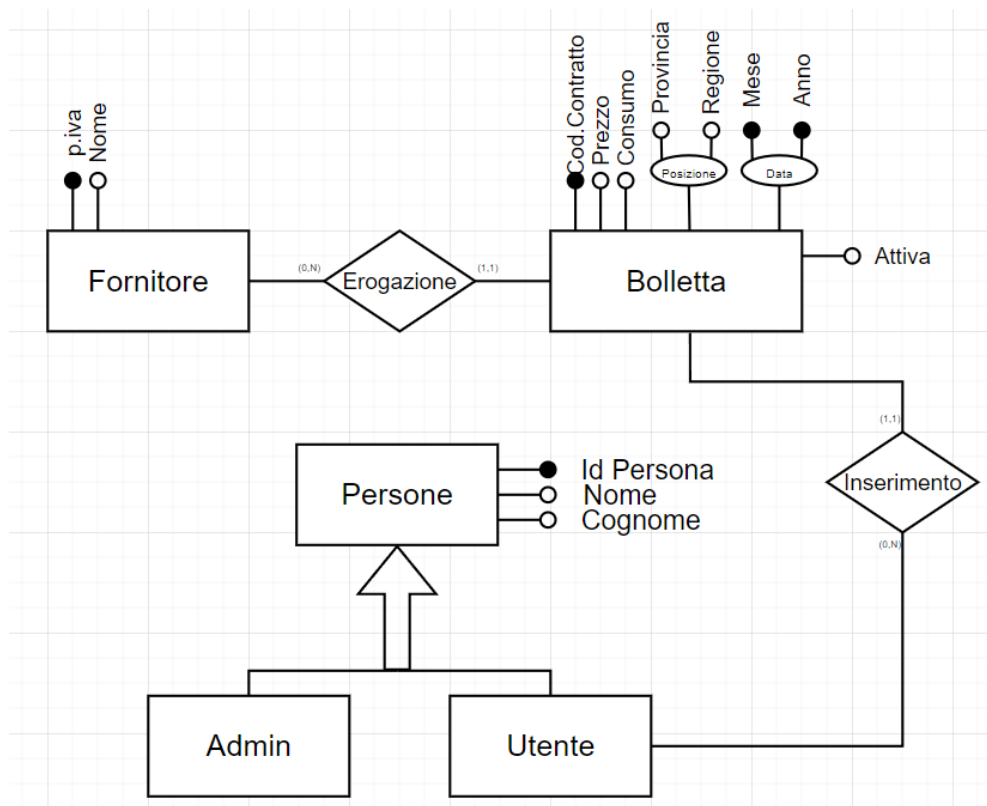 p.iva
Nome
Cod.Contratto
Prezzo
Consumo
Provincia
Regione
Mese
Anno
Posizione
Data
Fornitore
(0,N)
Erogazione
(1,1)
Bolletta
Attiva
(1,1)
Inserimento
(0,N)
Persone
Id Persona
Nome
Cognome
Admin
Utente